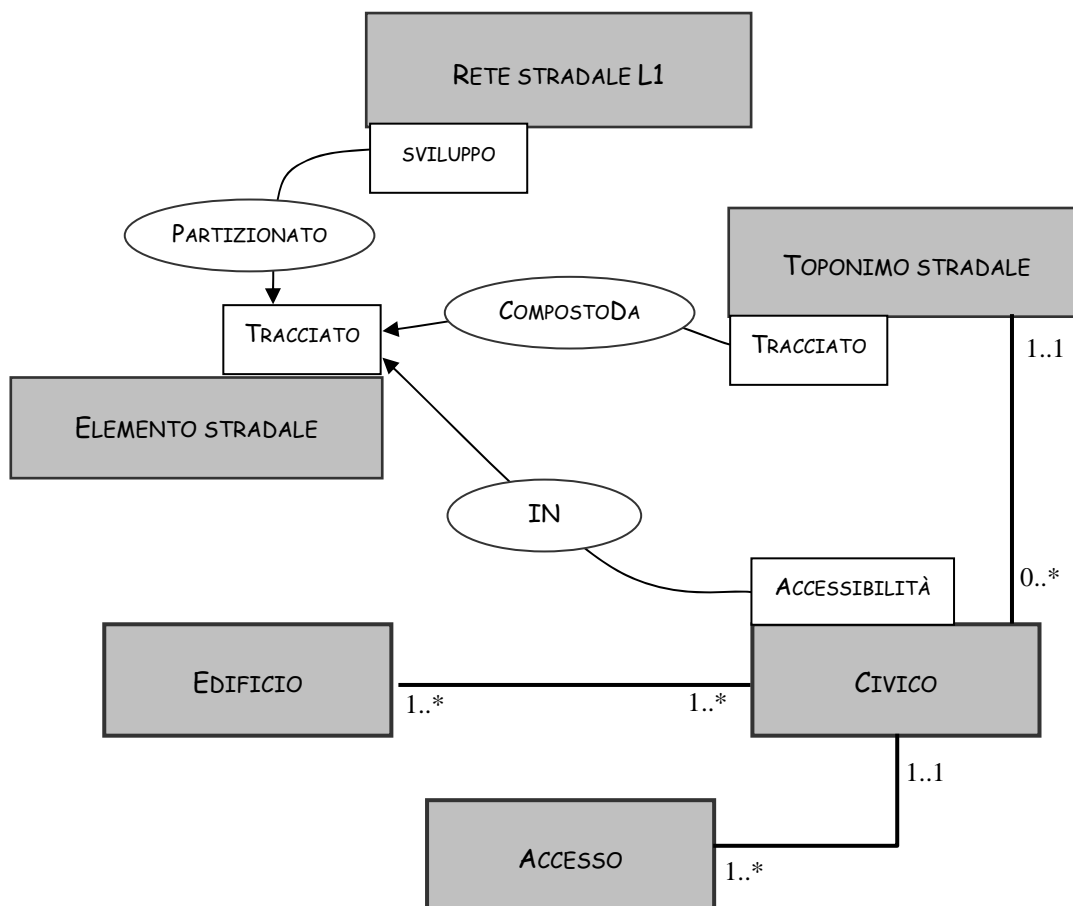 RETE STRADALE L1
SVILUPPO
PARTIZIONATO
TOPONIMO STRADALE
COMPOSTODA
TRACCIATO
TRACCIATO
1..1
ELEMENTO STRADALE
IN
ACCESSIBILITÀ
0..*
EDIFICIO
CIVICO
1..*
1..*
1..1
ACCESSO
1..*